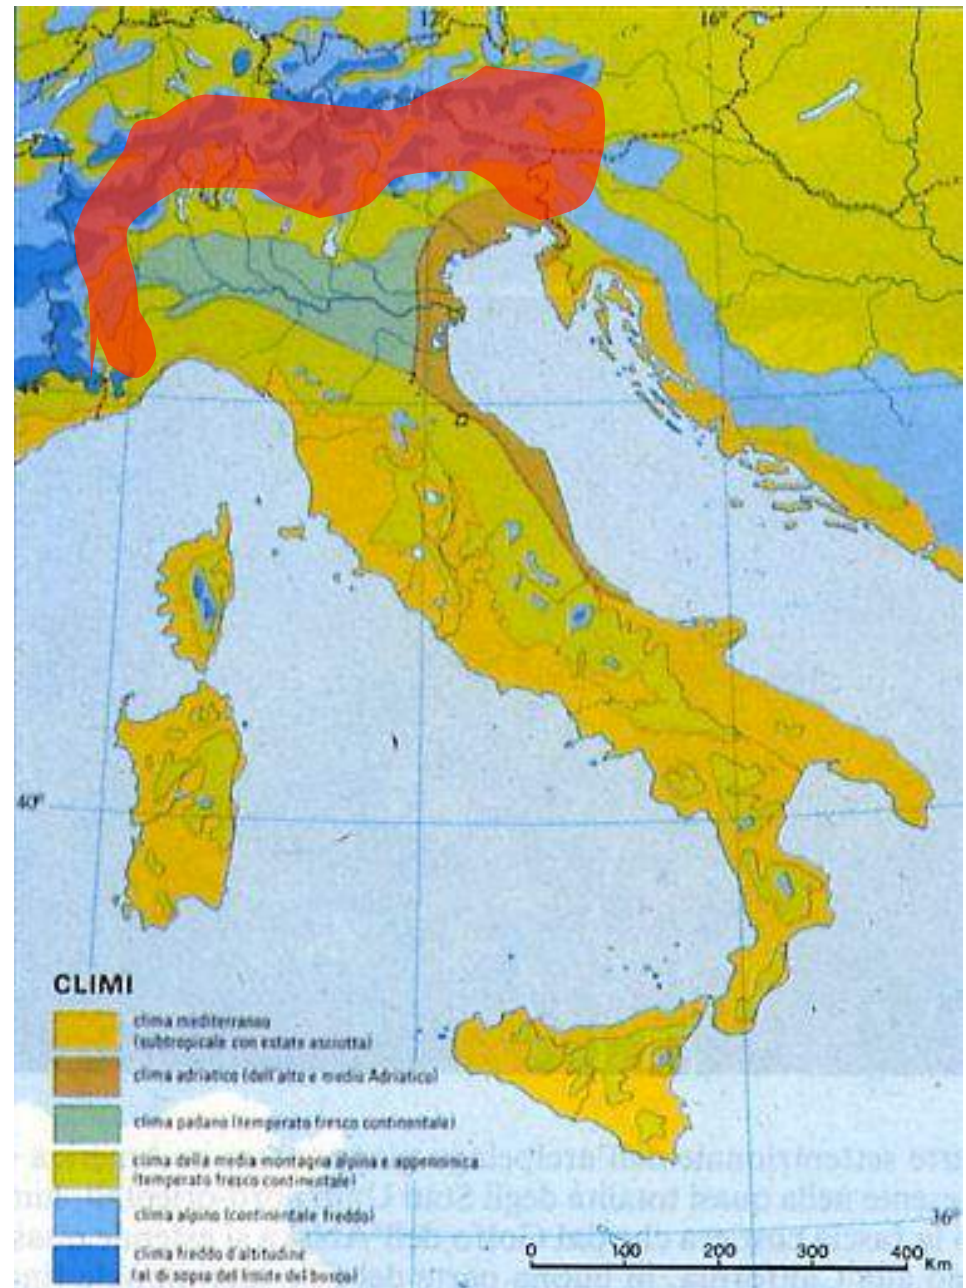 8° 12° 16°
40°
CLIMI
clima mediterraneo
(subtropicale con estate asciutta)
clima adriatico (dell'alto e medio Adriatico)
clima padano (temperato fresco continentale)
clima della media montagna alpina e appenninica
(temperato fresco continentale)
clima alpino (continentale freddo)
clima freddo d'altitudine
(al di sopra del limite del bosco)
36°
0 100 200 300 400
Km